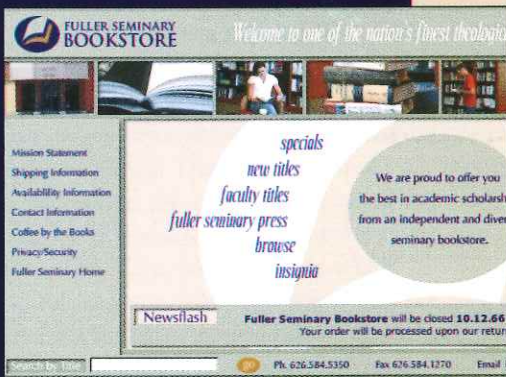 FULLER SEMINARY
BOOKSTORE
Welcome to one of the nation's finest theologic
Mission Statement
Shipping Information
Availability Information
Contact Information
Coffee by the Books
Privacy/Security
Fuller Seminary Home
specials
new titles
faculty titles
fuller seminary press
browse
insignia
We are proud to offer you
the best in academic scholarsh
from an independent and diver
seminary bookstore.
Newsflash
Fuller Seminary Bookstore will be closed 10.12.66
Your order will be processed upon our return
Search by Title
go
Ph. 626.584.5350
Fax 626.584.1270
Email